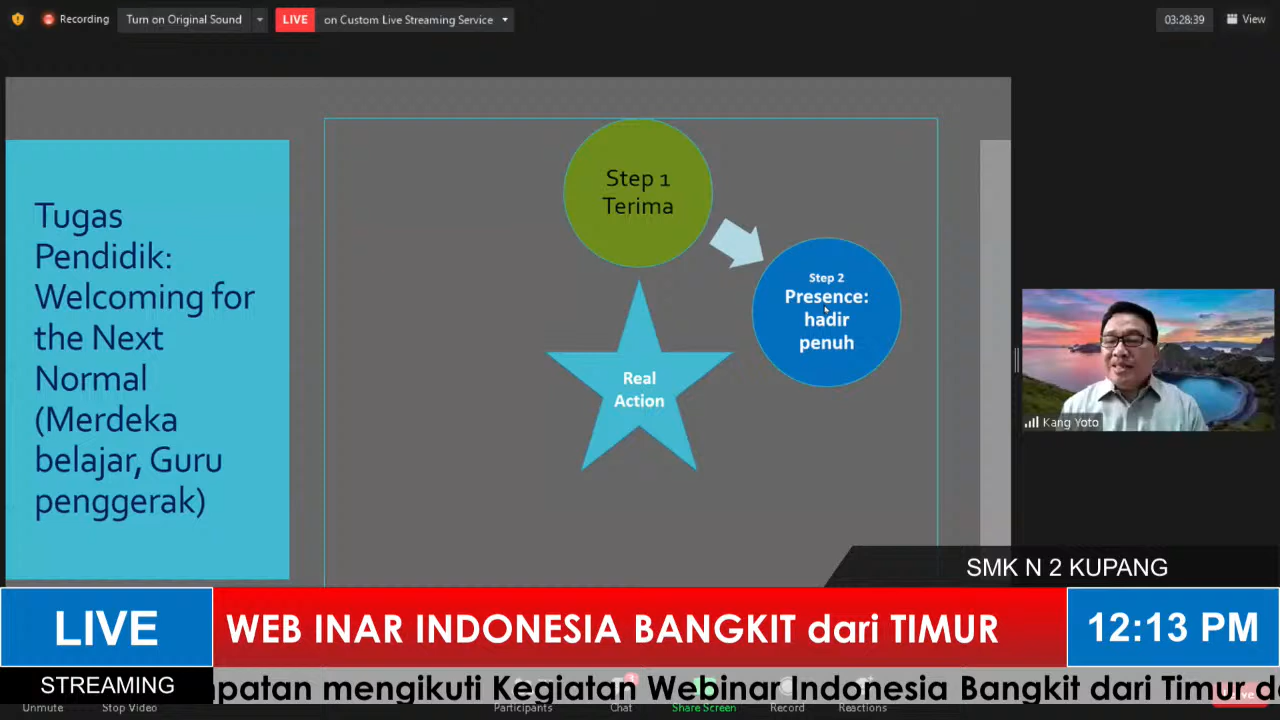 Recording
Turn on Original Sound
LIVE
on Custom Live Streaming Service
03:28:39
View
Tugas
Pendidik:
Welcoming for
the Next
Normal
(Merdeka
belajar, Guru
penggerak)
Step 1
Terima
Step 2
Presence:
hadir
penuh
Real
Action
Kang Yoto
SMK N 2 KUPANG
LIVE
WEB INAR INDONESIA BANGKIT dari TIMUR
12:13 PM
STREAMING
patan mengikuti Kegiatan Webinar Indonesia Bangkit dari Timur
Unmute
Stop Video
Participants
Chat
Share Screen
Record
Reactions